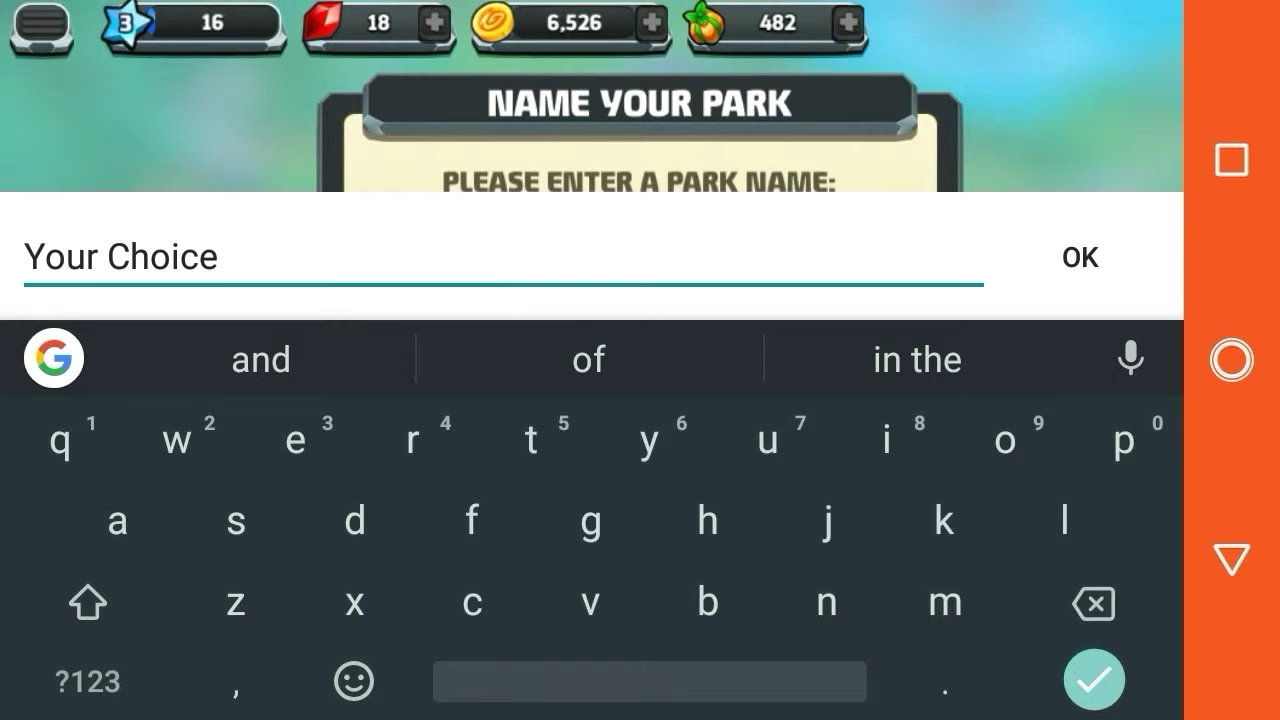 3 16 18 6,526 482
NAME YOUR PARK
PLEASE ENTER A PARK NAME:
Your Choice OK
G and of in the
q 1 w 2 e 3 r 4 t 5 y 6 u 7 i 8 o 9 p 0
a s d f g h j k l
z x c v b n m
?123 , .